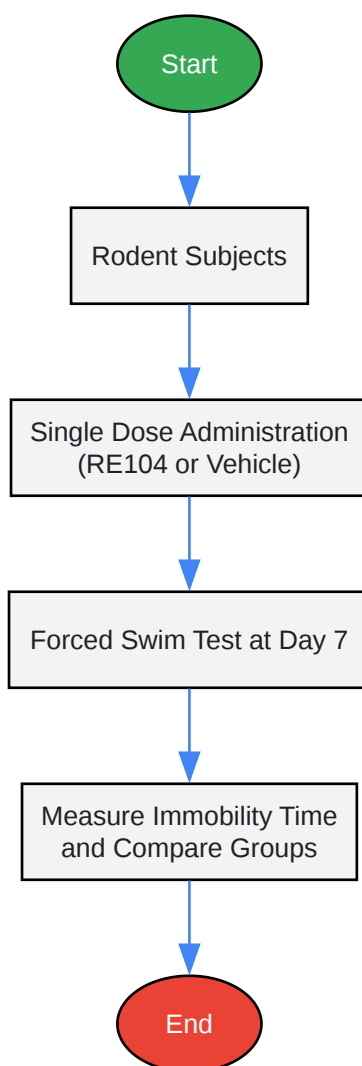 Start
Rodent Subjects
Single Dose Administration
(RE104 or Vehicle)
Forced Swim Test at Day 7
Measure Immobility Time
and Compare Groups
End